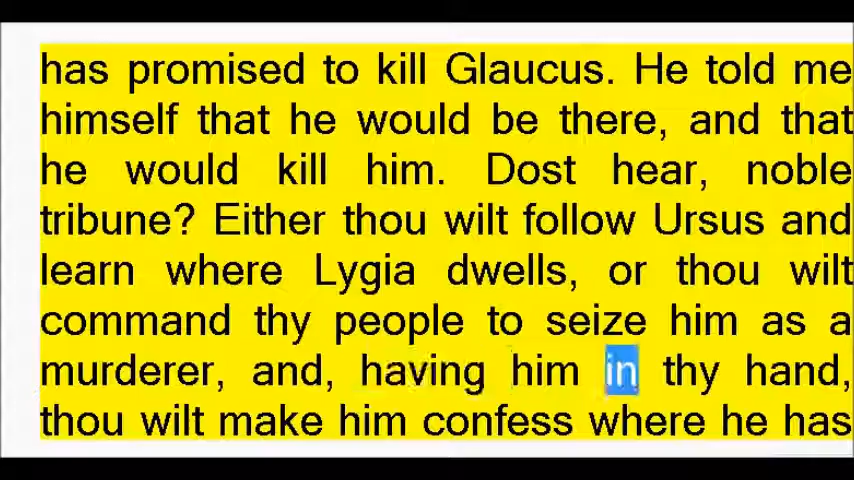 has promised to kill Glaucus. He told me
himself that he would be there, and that
he would kill him. Dost hear, noble
tribune? Either thou wilt follow Ursus and
learn where Lygia dwells, or thou wilt
command thy people to seize him as a
murderer, and, having him in thy hand,
thou wilt make him confess where he has